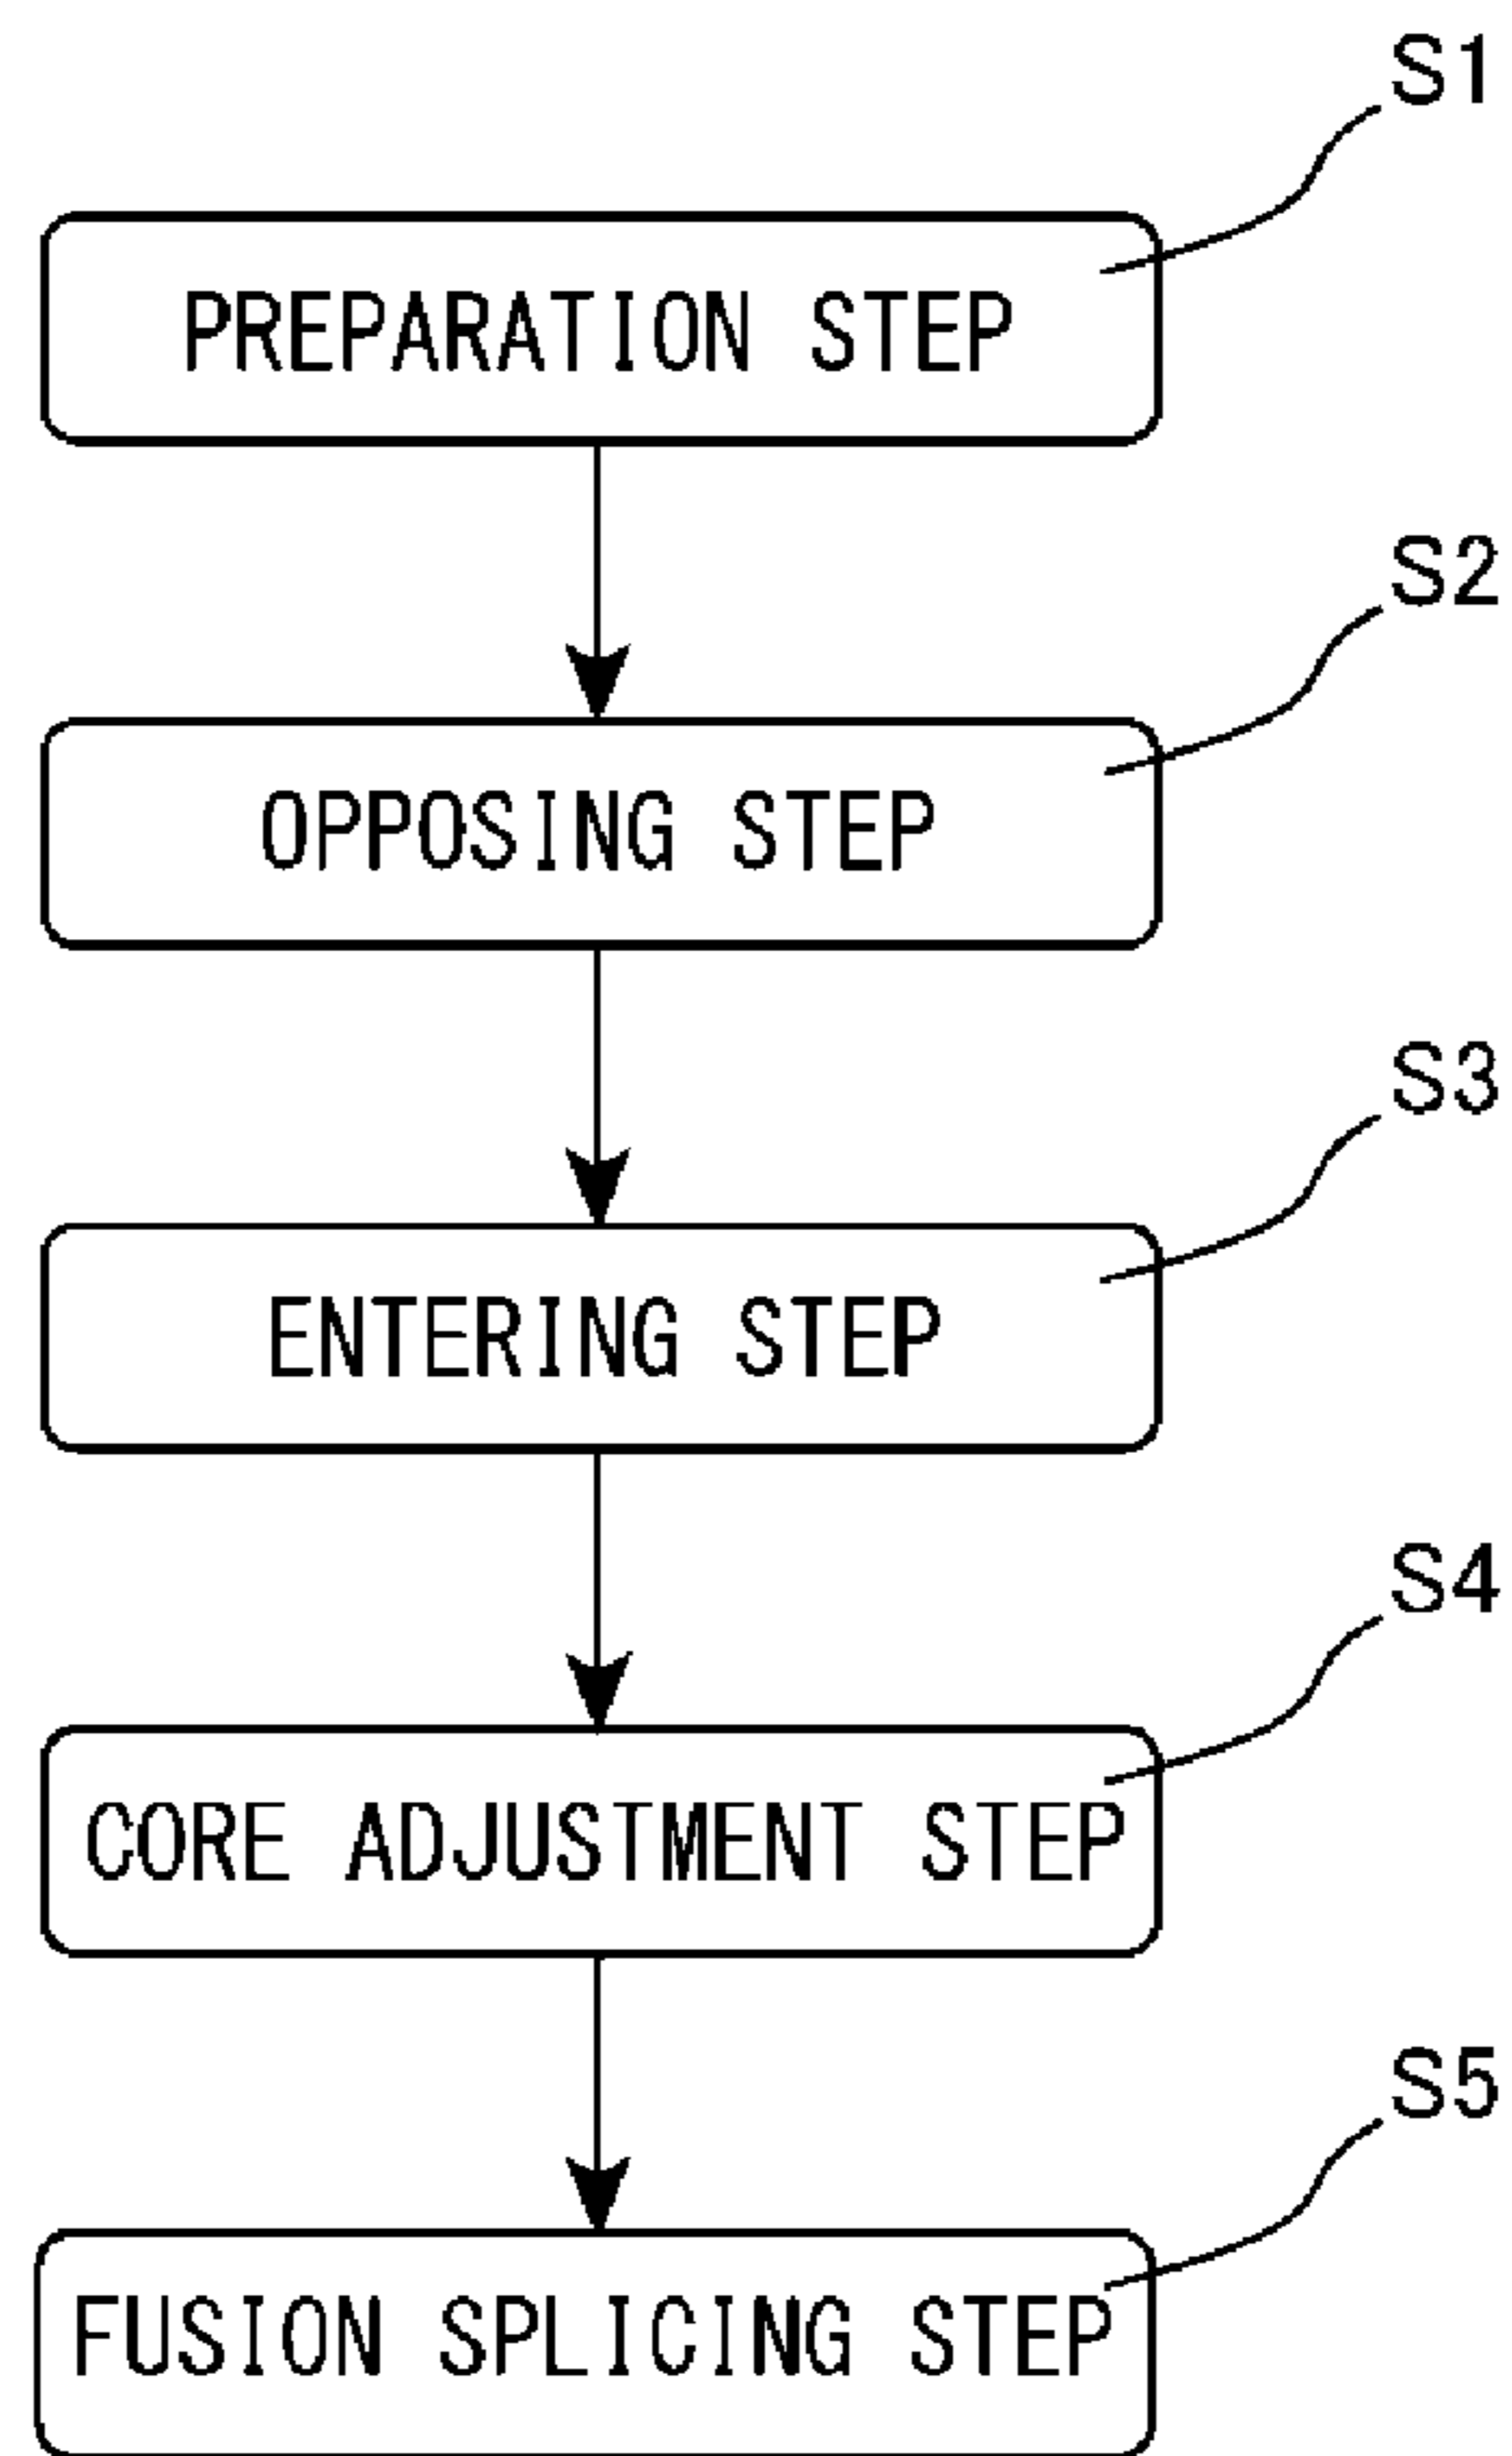 S1
PREPARATION STEP
S2
OPPOSING STEP
S3
ENTERING STEP
S4
CORE ADJUSTMENT STEP
S5
FUSION SPLICING STEP